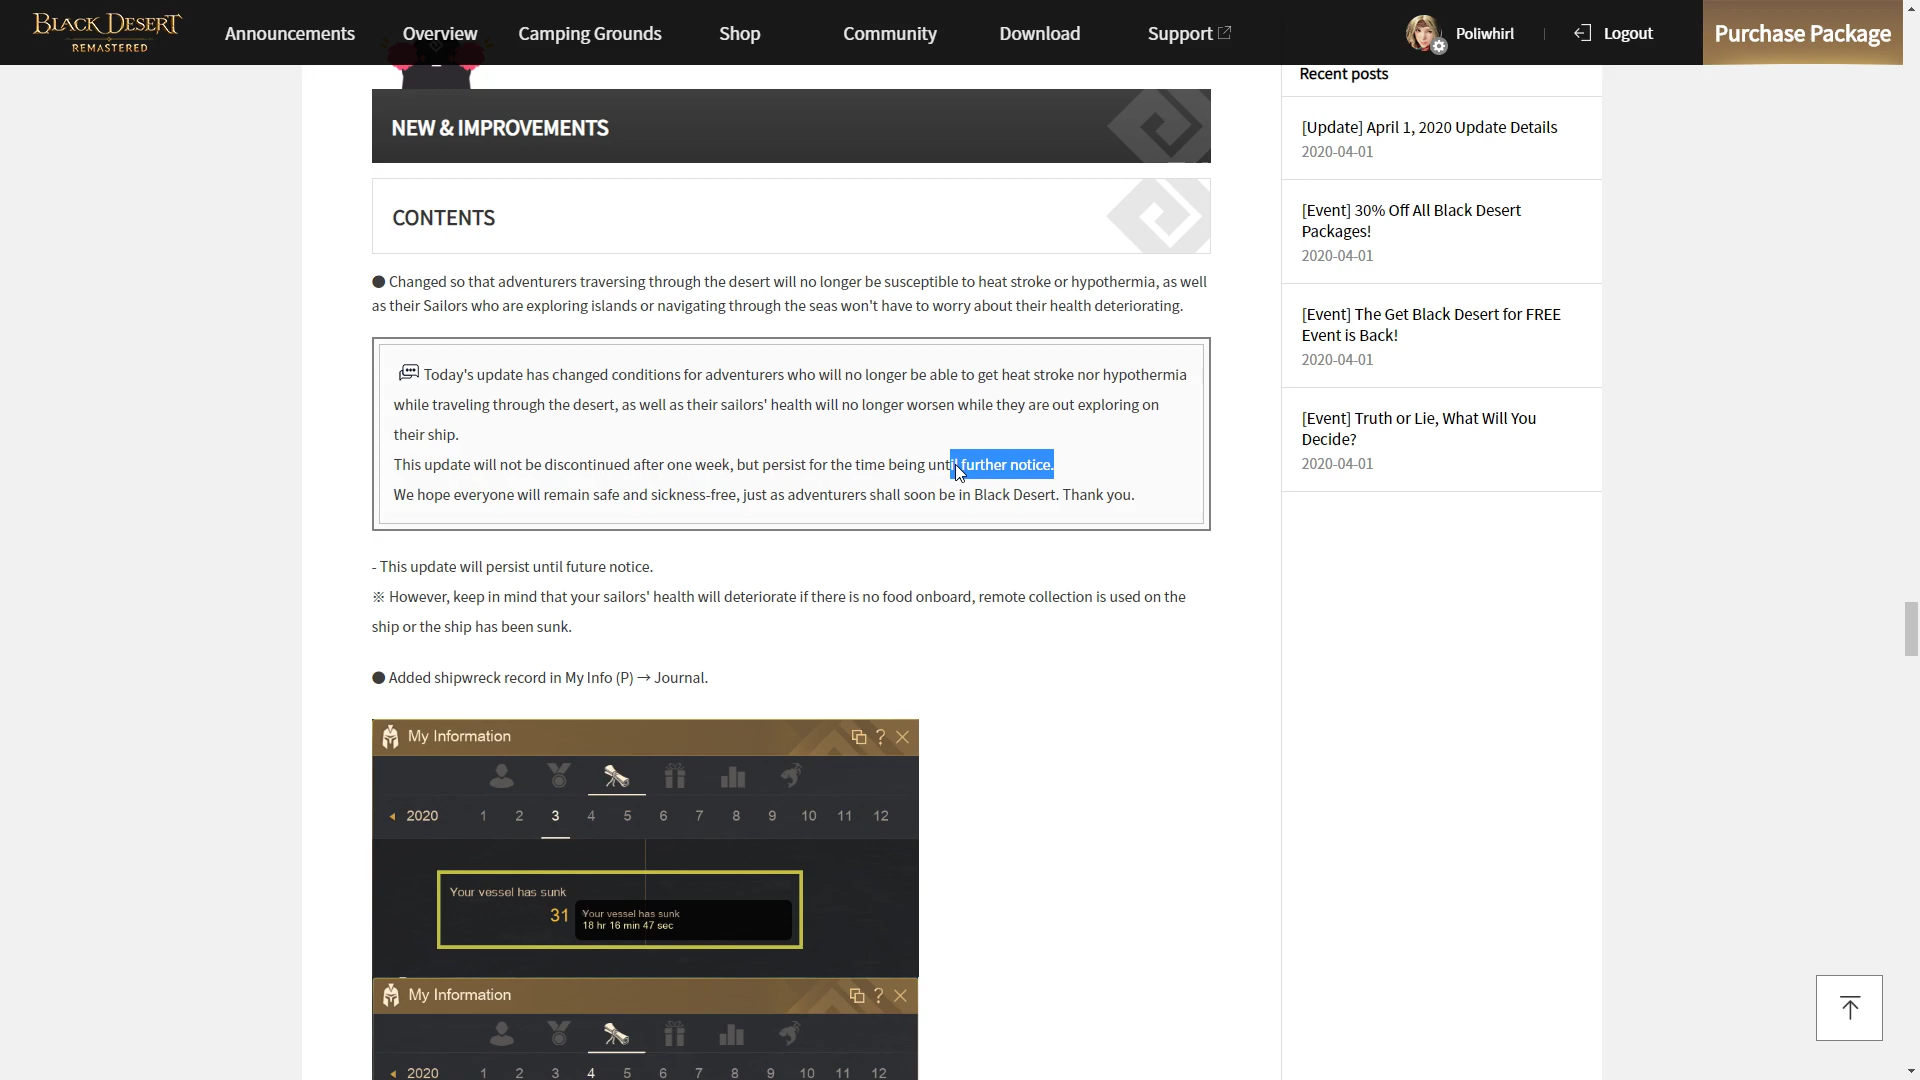 BLACK DESERT
REMASTERED
Announcements
Overview
Camping Grounds
Shop
Community
Download
Support
Poliwhirl
Logout
Purchase Package
NEW & IMPROVEMENTS
CONTENTS
● Changed so that adventurers traversing through the desert will no longer be susceptible to heat stroke or hypothermia, as well
as their Sailors who are exploring islands or navigating through the seas won't have to worry about their health deteriorating.
Today's update has changed conditions for adventurers who will no longer be able to get heat stroke nor hypothermia
while traveling through the desert, as well as their sailors' health will no longer worsen while they are out exploring on
their ship.
This update will not be discontinued after one week, but persist for the time being until further notice.
We hope everyone will remain safe and sickness-free, just as adventurers shall soon be in Black Desert. Thank you.
- This update will persist until future notice.
※ However, keep in mind that your sailors' health will deteriorate if there is no food onboard, remote collection is used on the
ship or the ship has been sunk.
● Added shipwreck record in My Info (P) → Journal.
My Information
2020 1 2 3 4 5 6 7 8 9 10 11 12
Your vessel has sunk
31
Your vessel has sunk
18 hr 16 min 47 sec
My Information
2020 1 2 3 4 5 6 7 8 9 10 11 12
Recent posts
[Update] April 1, 2020 Update Details
2020-04-01
[Event] 30% Off All Black Desert
Packages!
2020-04-01
[Event] The Get Black Desert for FREE
Event is Back!
2020-04-01
[Event] Truth or Lie, What Will You
Decide?
2020-04-01